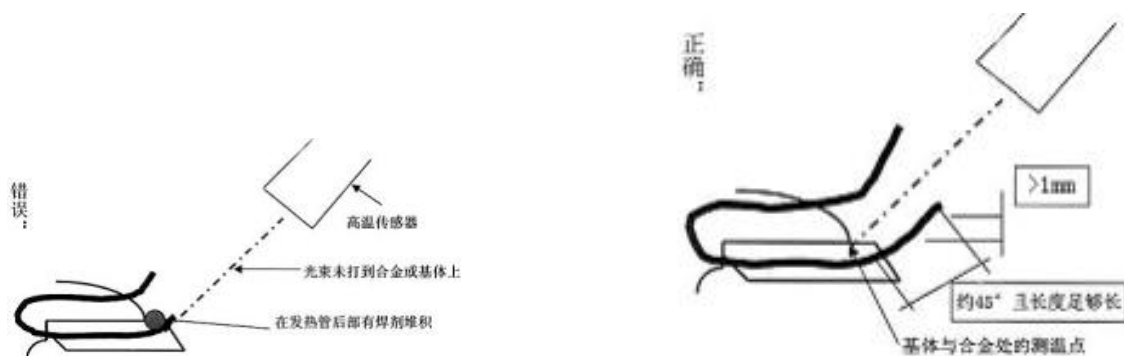 错误：
高温传感器
光束未打到合金或基体上
在发热管后部有焊剂堆积
正确：
>1mm
约45° 且长度足够长
基体与合金处的测温点